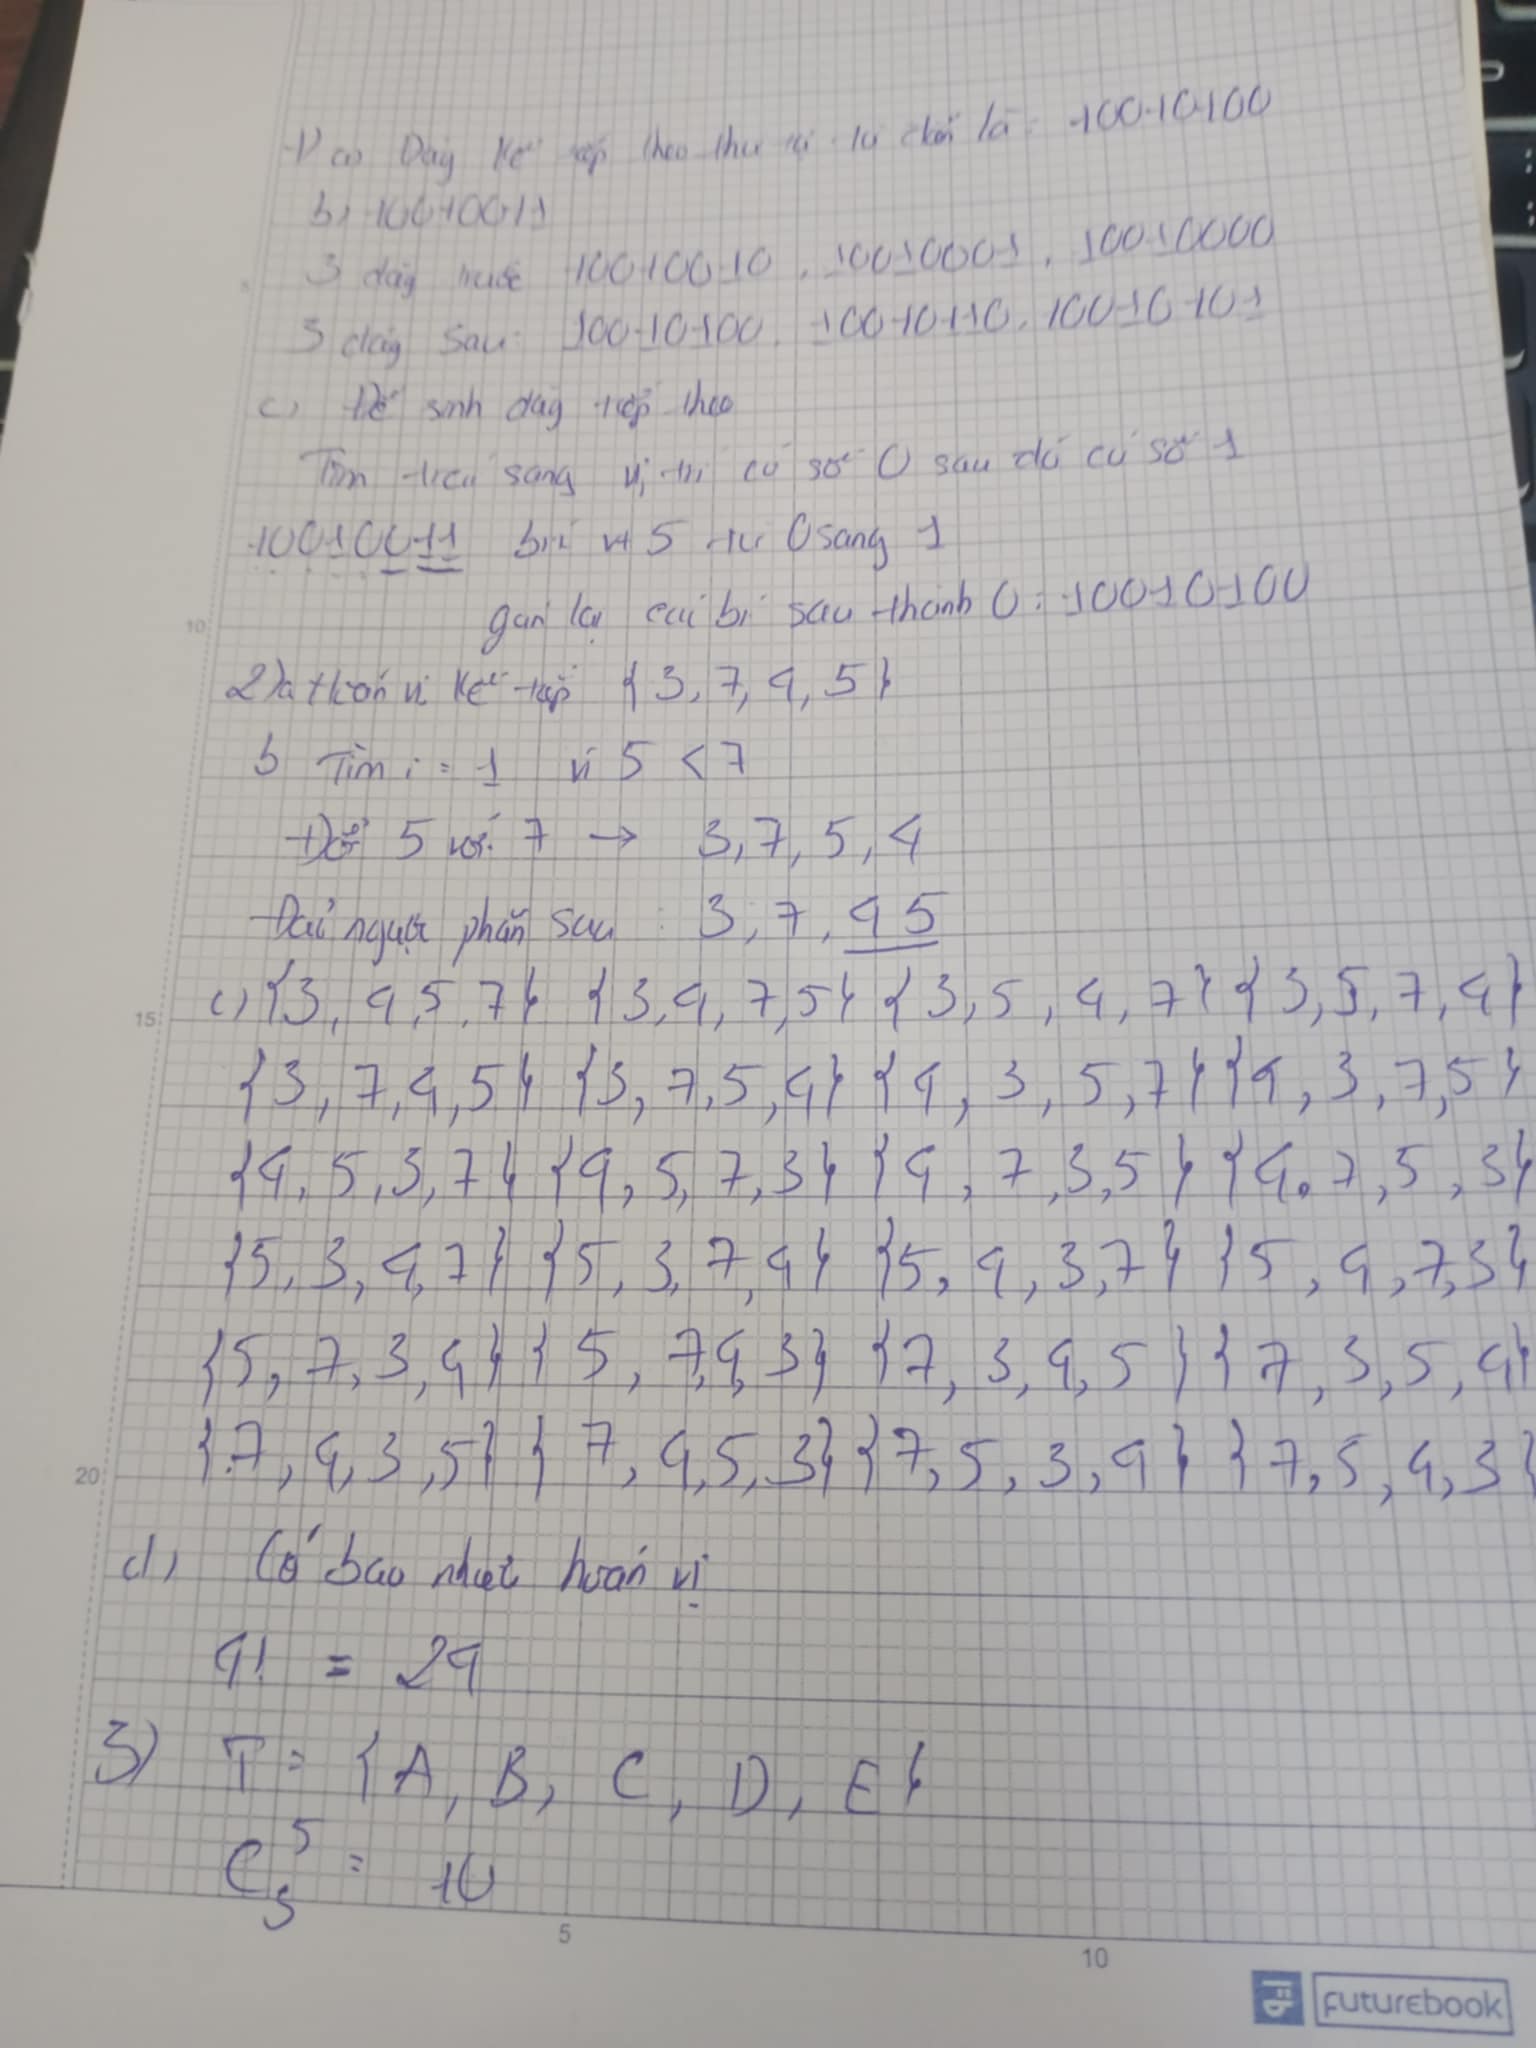 1) a) Dãy kế tiếp theo thứ tự từ điển là: 10010100
b) 10010011
3 dãy trước 10010010, 10010001, 10010000
3 dãy sau: 10010100, 10010110, 10010101
c) Để sinh dãy tiếp theo
Tìm trái sang vị trí có số 0 sau đó có số 1
10010011 bit vt 5 từ 0 sang 1
gán lại các bit sau thành 0: 10010100
2) a Hoán vị kế tiếp {3, 7, 4, 5}
b Tìm i = 1 vì 5 < 7
Đổi 5 với 7 → 3, 7, 5, 4
Đảo ngược phần sau: 3, 7, 4 5
c) {3, 4, 5, 7} {3, 4, 7, 5} {3, 5, 4, 7} {3, 5, 7, 4}
{3, 7, 4, 5} {3, 7, 5, 4} {4, 3, 5, 7} {4, 3, 7, 5}
{4, 5, 3, 7} {4, 5, 7, 3} {4, 7, 3, 5} {4, 7, 5, 3}
{5, 3, 4, 7} {5, 3, 7, 4} {5, 4, 3, 7} {5, 4, 7, 3}
{5, 7, 3, 4} {5, 7, 4, 3} {7, 3, 4, 5} {7, 3, 5, 4}
{7, 4, 3, 5} {7, 4, 5, 3} {7, 5, 3, 4} {7, 5, 4, 3}
d) Có bao nhiêu hoán vị
4! = 24
3) T = {A, B, C, D, E}
C⁵₃ = 10
10
15
20
5
10
FUTUREBOOK